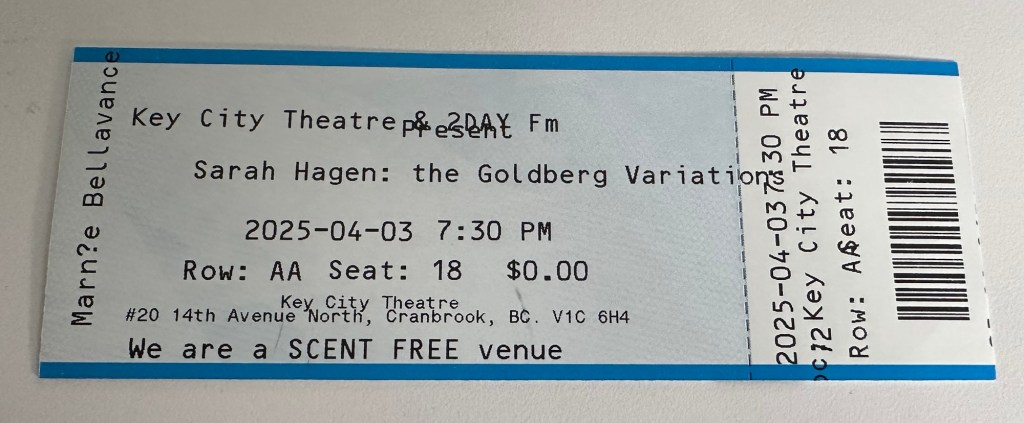 Marn?e Bellavance
Key City Theatre & 2DAY Fm
present
Sarah Hagen: the Goldberg Variations
2025-04-03 7:30 PM
Row: AA Seat: 18 $0.00
Key City Theatre
#20 14th Avenue North, Cranbrook, BC. V1C 6H4
We are a SCENT FREE venue
2025-04-03 7:30 PM
Key City Theatre
Row: AA Seat: 18